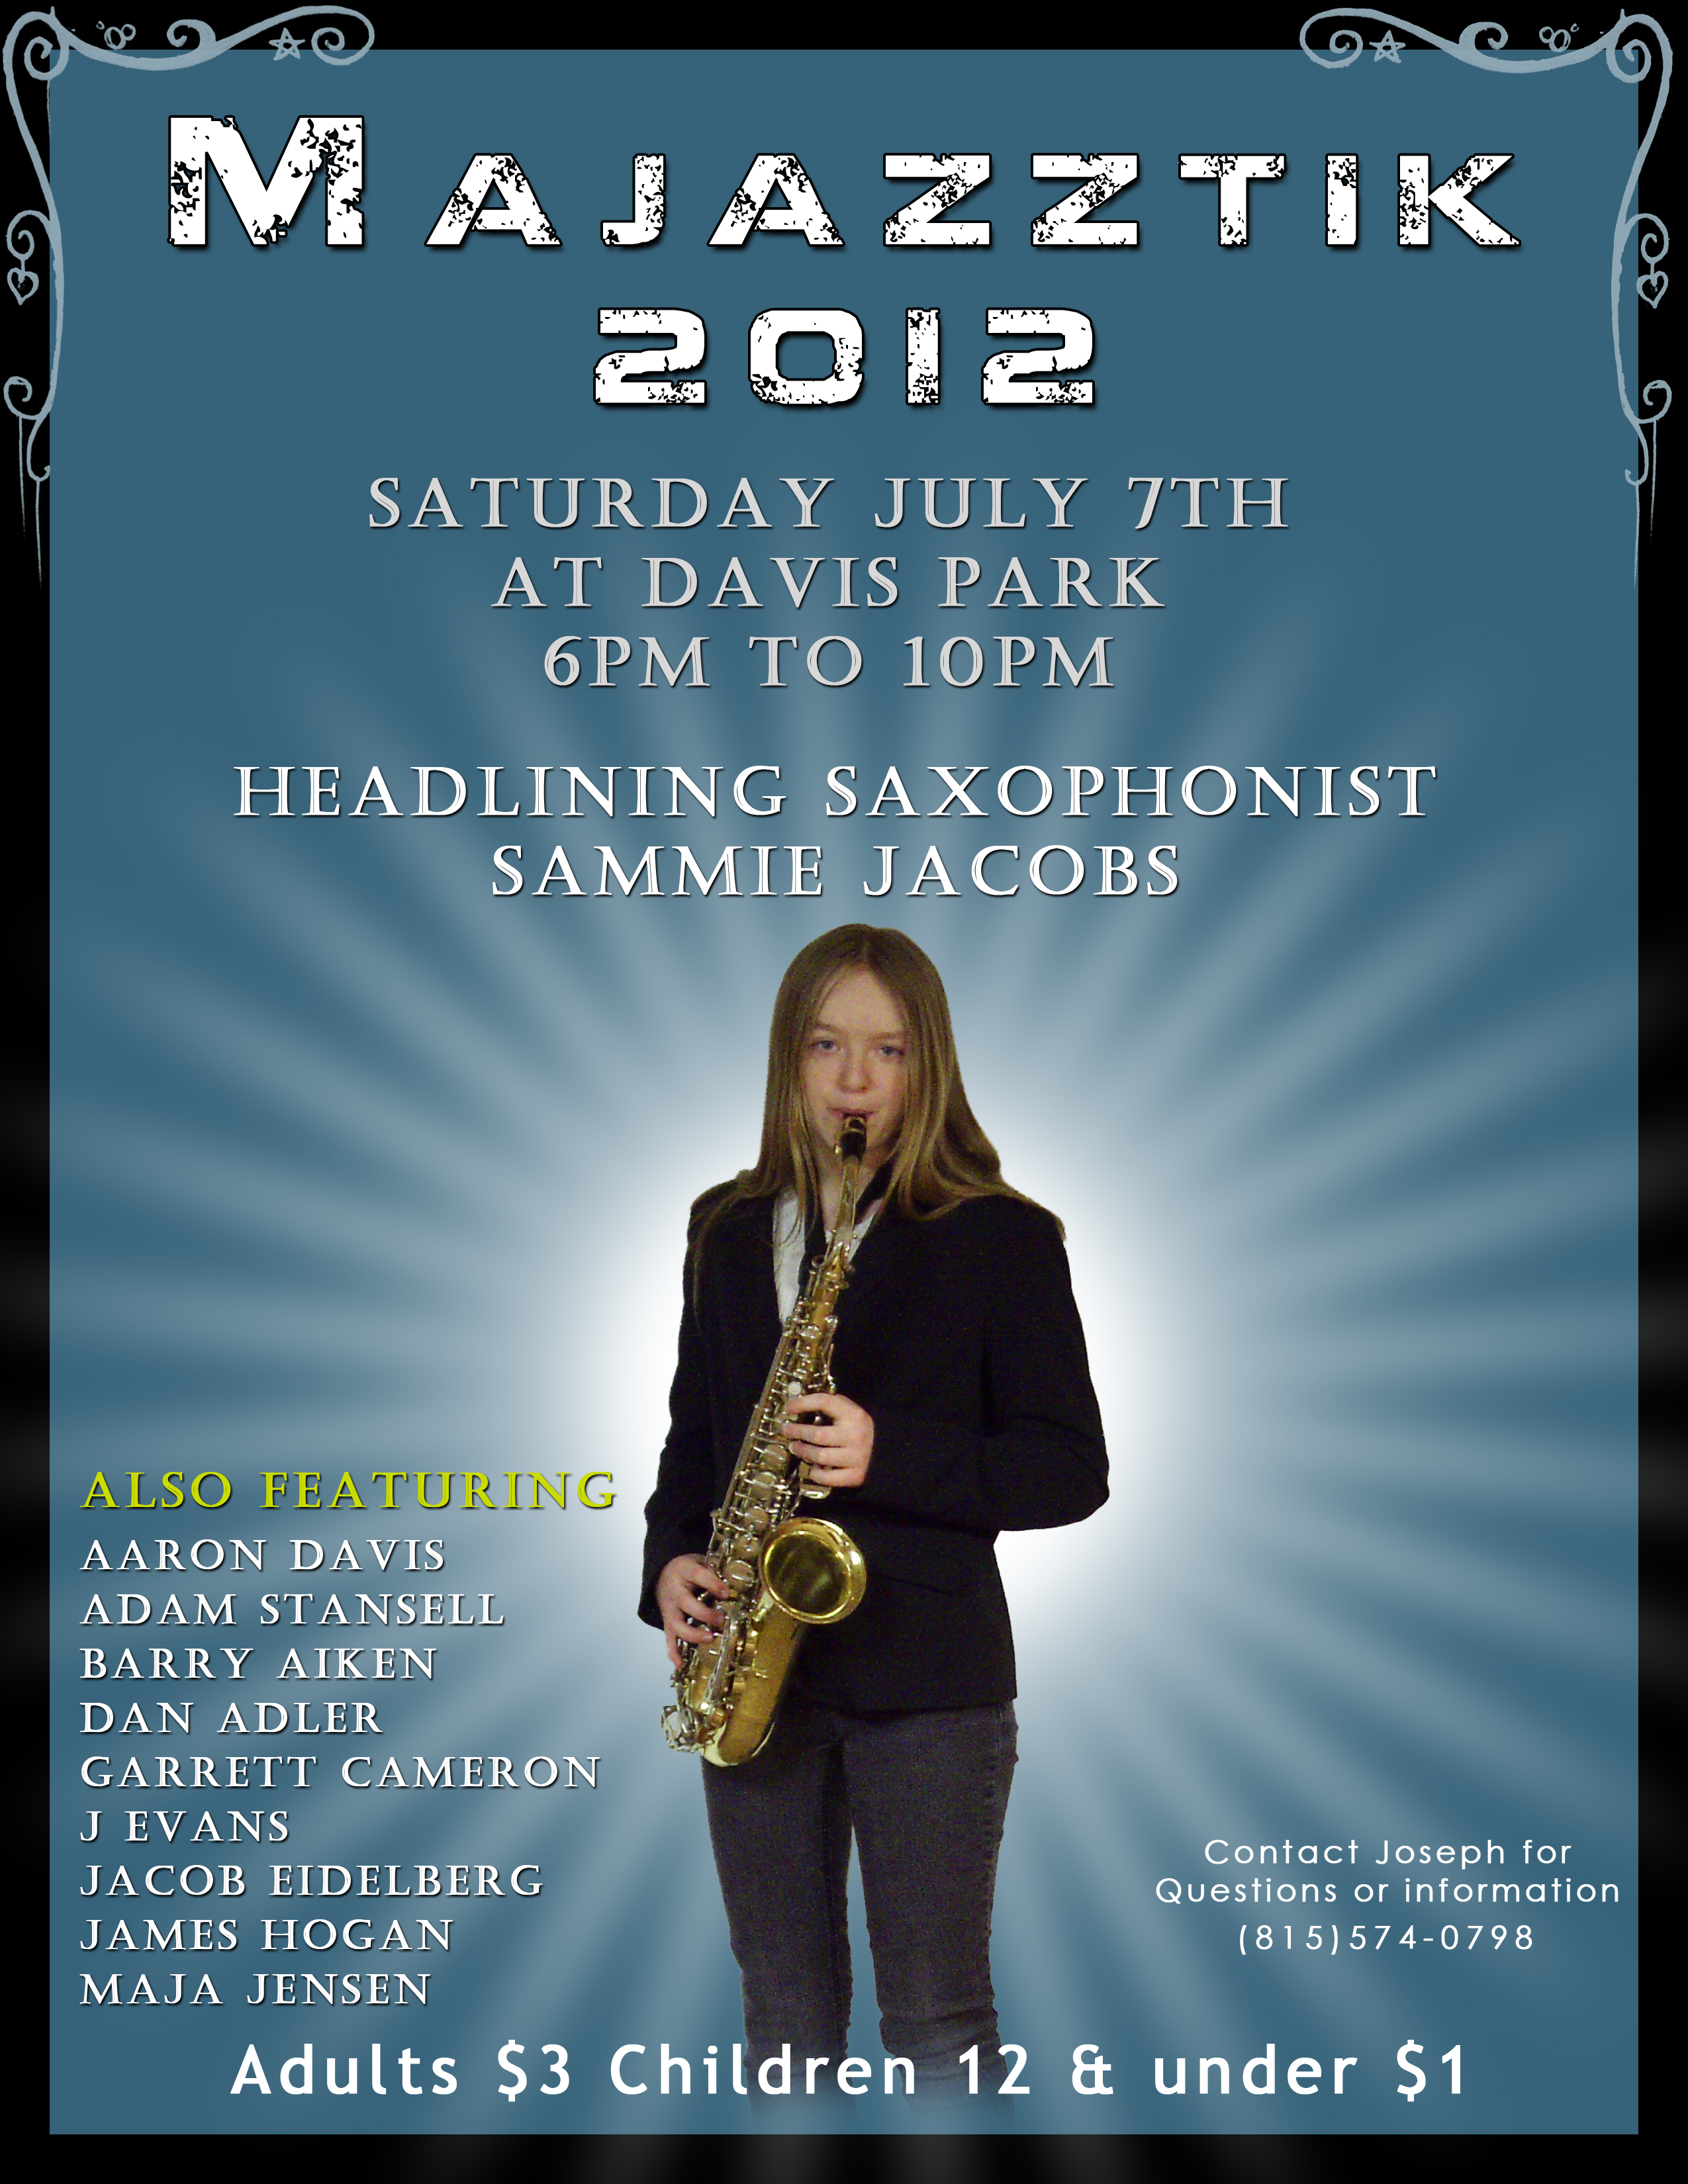 Majazztik
2012
Saturday July 7th
at Davis Park
6pm to 10pm
Headlining Saxophonist
Sammie Jacobs
Also Featuring
Aaron Davis
Adam Stansell
Barry Aiken
Dan Adler
Garrett Cameron
J Evans
Jacob Eidelberg
James Hogan
Maja Jensen
Contact Joseph for
Questions or information
(815)574-0798
Adults $3 Children 12 & under $1